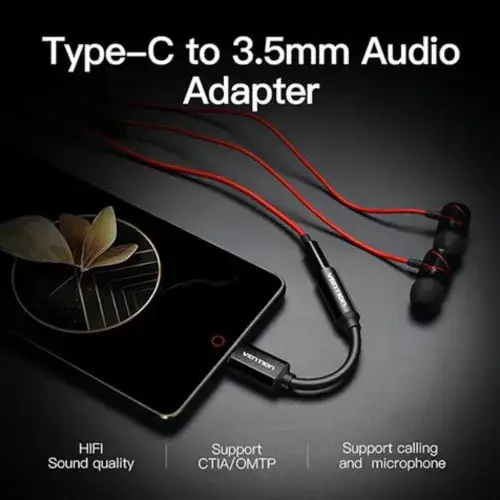 Type-C to 3.5mm Audio
Adapter
VENTION
VENTION
HIFI
Sound quality
Support
CTIA/OMTP
Support calling
and microphone